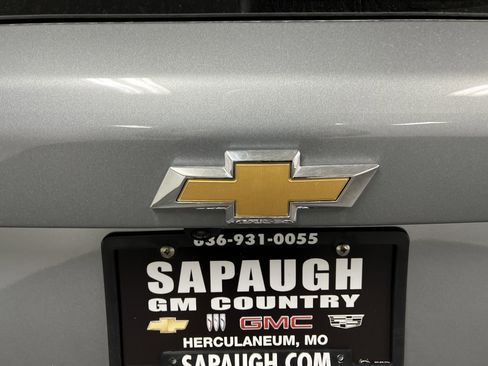 636-931-0055
SAPAUGH
GM COUNTRY
GMC
HERCULANEUM, MO
SAPAUGH.COM